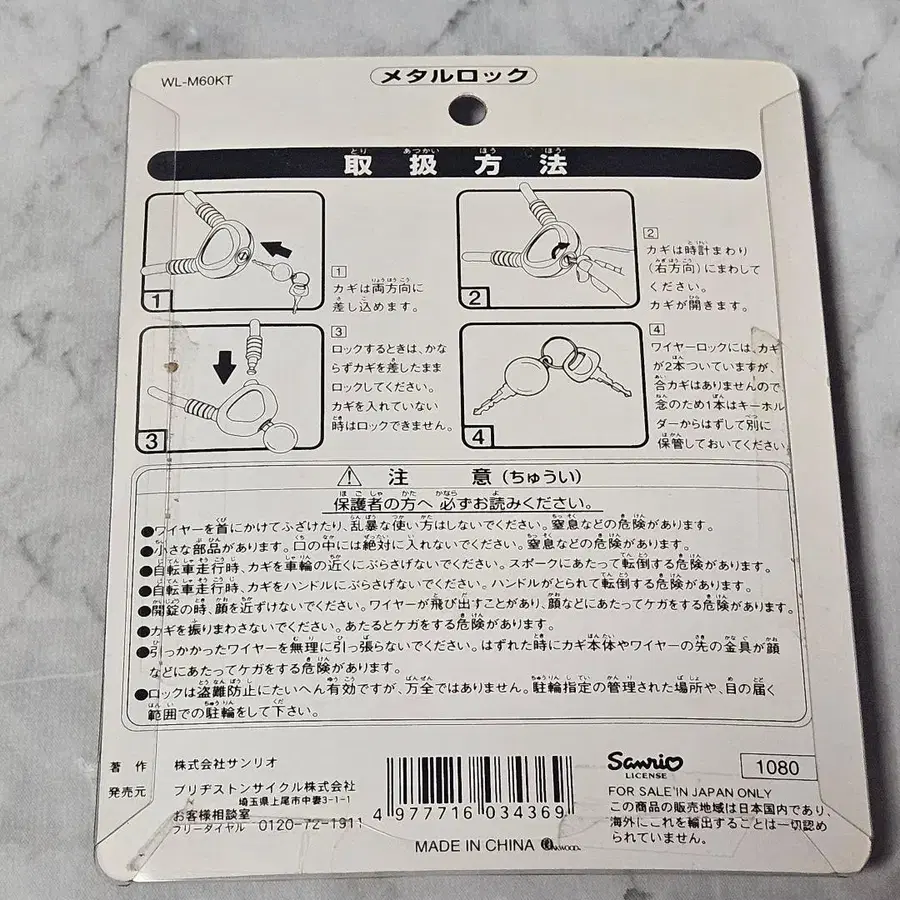 WL-M60KT
メタルロック
取扱方法
とり あつかい ほう ほう
1
1
カギは両方向に
差し込めます。
2
2
カギは時計まわり
(右方向)にまわして
ください。
カギが開きます。
3
3
ロックするときは、かな
らずカギを差したまま
ロックしてください。
カギを入れていない
時はロックできません。
4
4
ワイヤーロックには、カギ
が2本ついていますが、
合カギはありませんので
念のため1本はキーホル
ダーからはずして別に
保管しておいてください
注 意(ちゅうい)
保護者の方へ 必ずお読みください。
●ワイヤーを首にかけてふざけたり、乱暴な使い方はしないでください。窒息などの危険があります。
●小さな部品があります。口の中には絶対に入れないでください。窒息などの危険があります。
●自転車走行時、カギを車輪の近くにぶらさげないでください。スポークにあたって転倒する危険があります。
●自転車走行時、カギをハンドルにぶらさげないでください。ハンドルがとられて転倒する危険があります。
●開錠の時、顔を近ずけないでください。ワイヤーが飛び出すことがあり、顔などにあたってケガをする危険があります。
●カギを振りまわさないでください。あたるとケガをする危険があります。
●引っかかったワイヤーを無理に引っ張らないでください。はずれた時にカギ本体やワイヤーの先の金具が顔
などにあたってケガをする危険があります。
●ロックは盗難防止にたいへん有効ですが、万全ではありません。駐輪指定の管理された場所や、目の届く
範囲での駐輪をして下さい。
著 作 株式会社サンリオ
発売元 ブリヂストンサイクル株式会社
埼玉県上尾市中妻3-1-1
お客様相談室
フリーダイヤル 0120-72-1911
4 977716 034369
MADE IN CHINA
Sanrio
LICENSE
1080
FOR SALE IN JAPAN ONLY
この商品の販売地域は日本国内であり、
海外にこれを輸出することは一切認め
られていません。